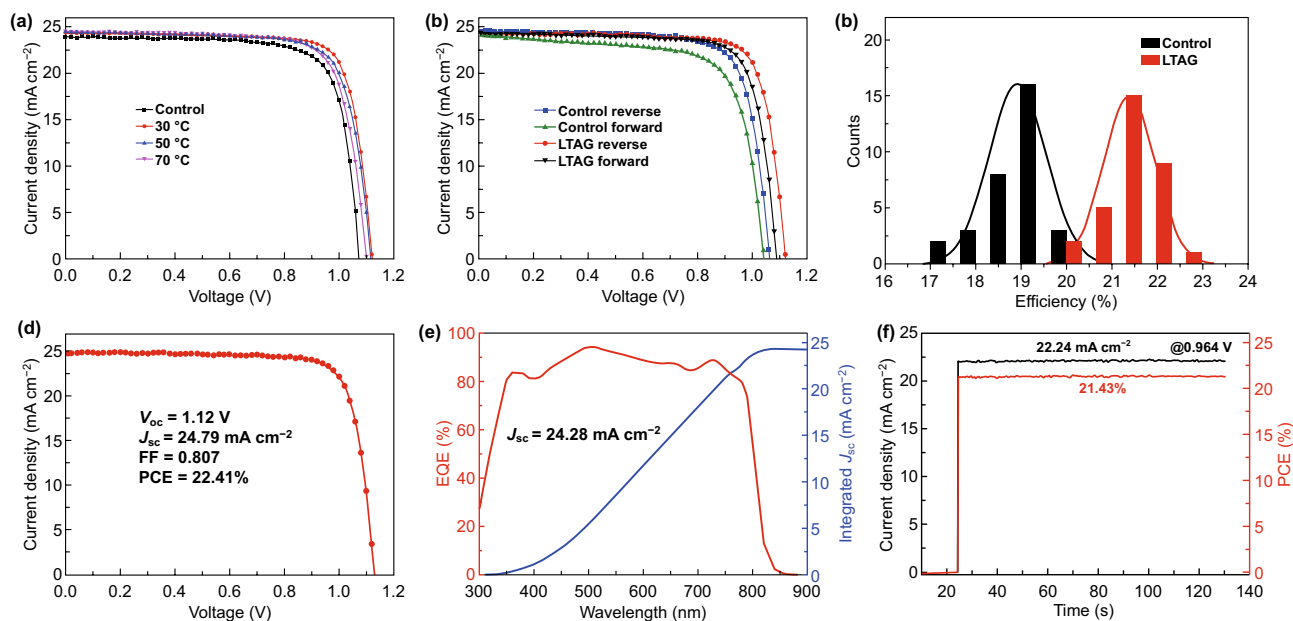 (a)
Current density (mA cm⁻²)
25
20
15
10
5
0
Control
30 °C
50 °C
70 °C
0.0 0.2 0.4 0.6 0.8 1.0 1.2
Voltage (V)
(b)
Current density (mA cm⁻²)
25
20
15
10
5
0
Control reverse
Control forward
LTAG reverse
LTAG forward
0.0 0.2 0.4 0.6 0.8 1.0 1.2
Voltage (V)
(b)
Counts
20
15
10
5
0
Control
LTAG
16 17 18 19 20 21 22 23 24
Efficiency (%)
(d)
Current density (mA cm⁻²)
25
20
15
10
5
0
Voc = 1.12 V
Jsc = 24.79 mA cm⁻²
FF = 0.807
PCE = 22.41%
0.0 0.2 0.4 0.6 0.8 1.0 1.2
Voltage (V)
(e)
EQE (%)
100
80
60
40
20
0
Jsc = 24.28 mA cm⁻²
25
20
15
10
5
0
Integrated Jsc (mA cm⁻²)
300 400 500 600 700 800 900
Wavelength (nm)
(f)
Current density (mA cm⁻²)
25
20
15
10
5
0
22.24 mA cm⁻² @0.964 V
21.43%
25
20
15
10
5
0
PCE (%)
20 40 60 80 100 120 140
Time (s)